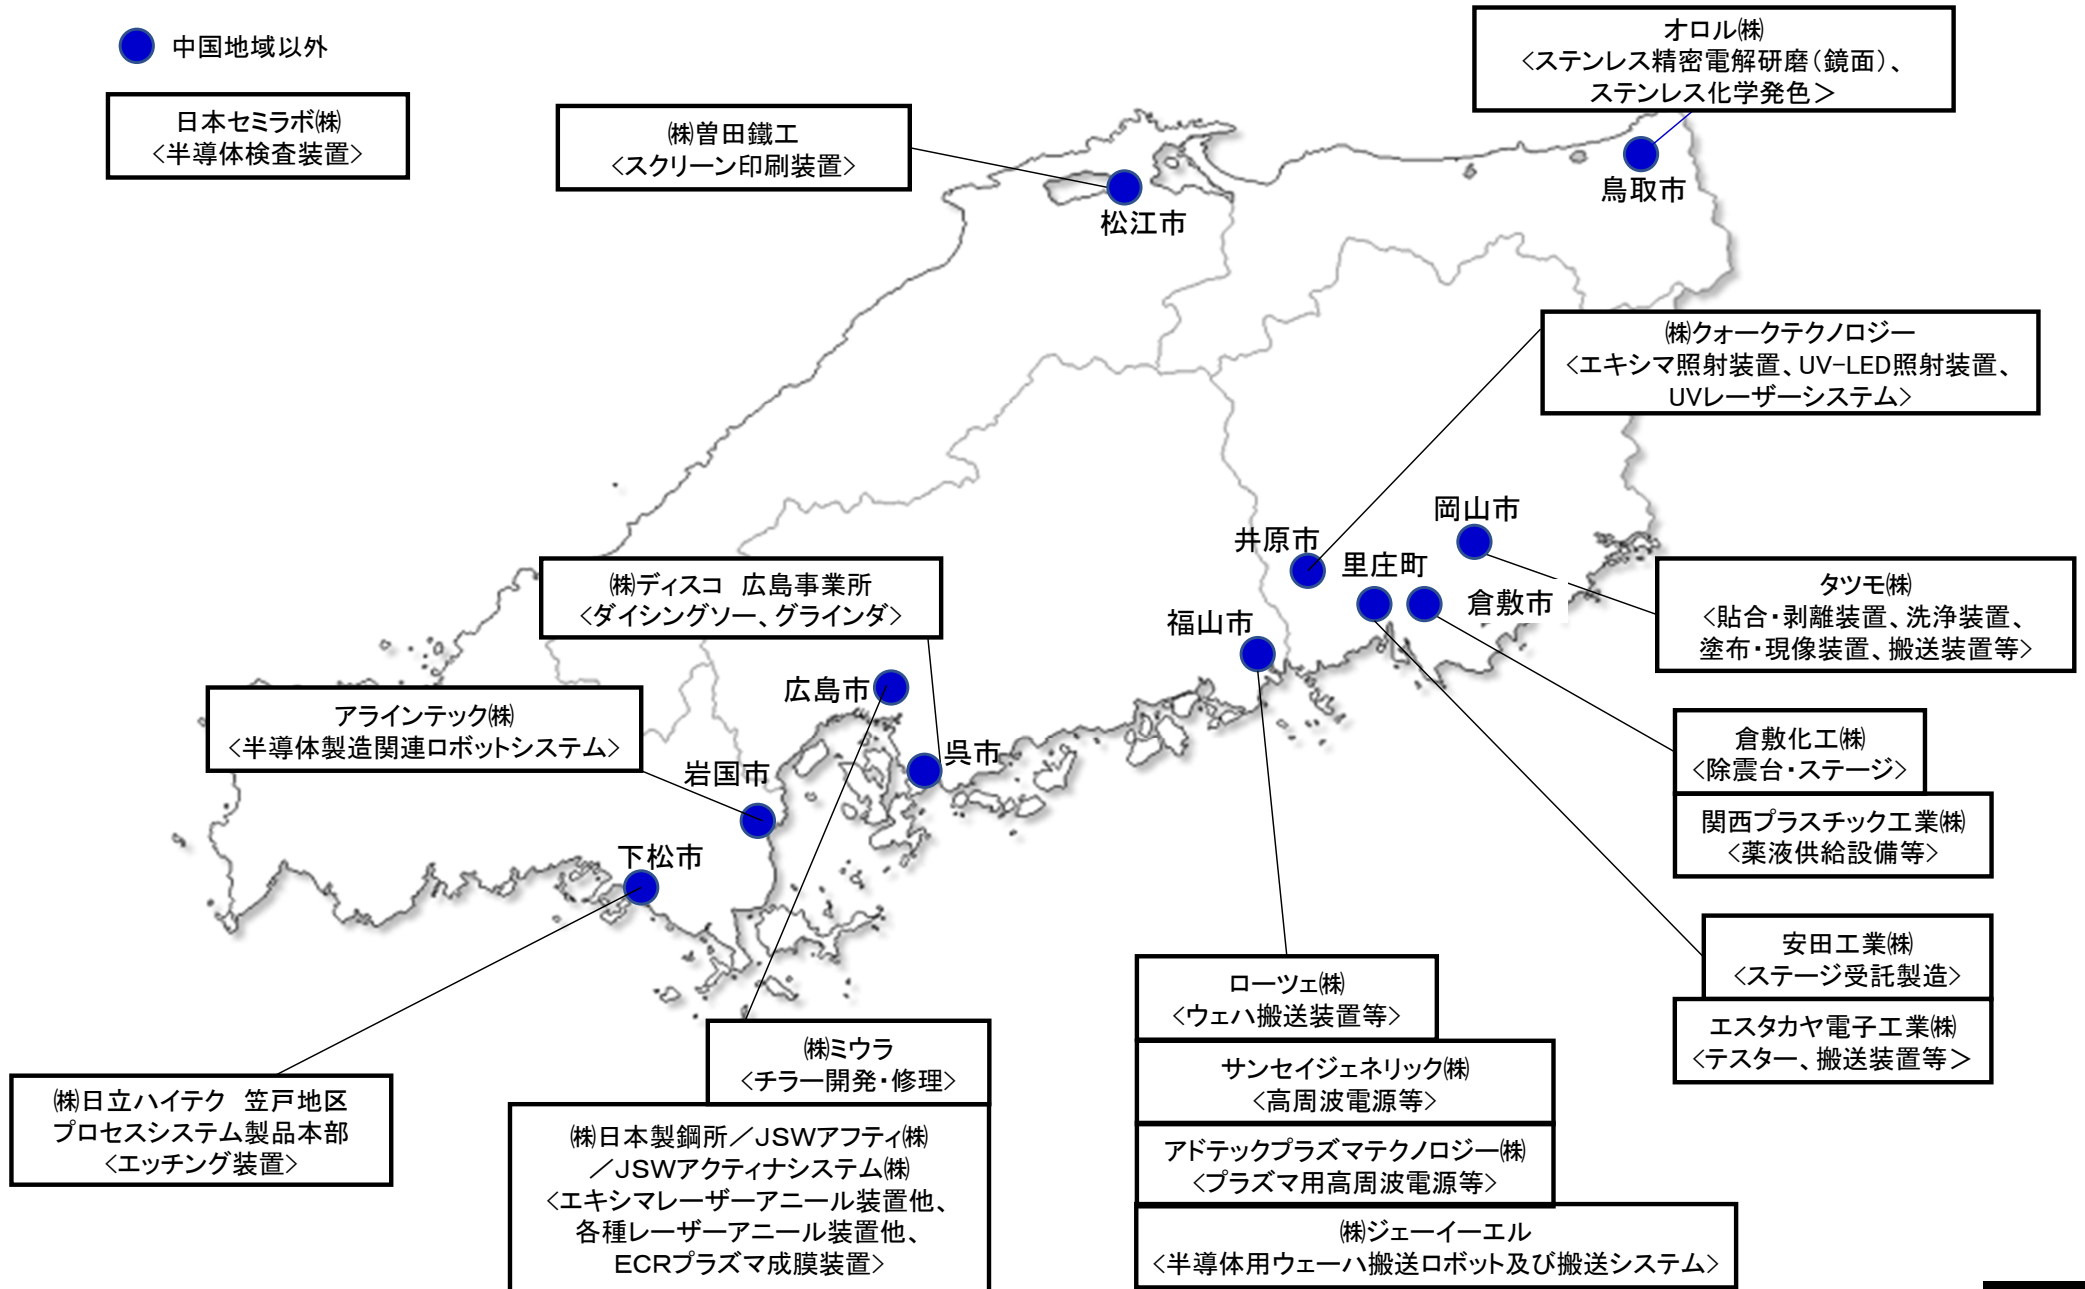 中国地域以外
日本セミラボ㈱
<半導体検査装置>
㈱曽田鐵工
<スクリーン印刷装置>
オロル㈱
<ステンレス精密電解研磨（鏡面）、
ステンレス化学発色＞
鳥取市
松江市
㈱クォークテクノロジー
<エキシマ照射装置、UV-LED照射装置、
UVレーザーシステム>
岡山市
井原市
里庄町
倉敷市
福山市
タツモ㈱
<貼合・剥離装置、洗浄装置、
塗布・現像装置、搬送装置等>
㈱ディスコ　広島事業所
<ダイシングソー、グラインダ>
広島市
呉市
アラインテック㈱
<半導体製造関連ロボットシステム>
岩国市
下松市
倉敷化工㈱
<除震台・ステージ>
関西プラスチック工業㈱
<薬液供給設備等>
安田工業㈱
<ステージ受託製造>
エスタカヤ電子工業㈱
<テスター、搬送装置等＞
ローツェ㈱
<ウェハ搬送装置等>
サンセイジェネリック㈱
<高周波電源等>
アドテックプラズマテクノロジー㈱
<プラズマ用高周波電源等>
㈱ジェーイーエル
<半導体用ウェーハ搬送ロボット及び搬送システム>
㈱ミウラ
<チラー開発・修理>
㈱日本製鋼所／JSWアフティ㈱
／JSWアクティナシステム㈱
<エキシマレーザーアニール装置他、
各種レーザーアニール装置他、
ECRプラズマ成膜装置>
㈱日立ハイテク　笠戸地区
プロセスシステム製品本部
<エッチング装置>